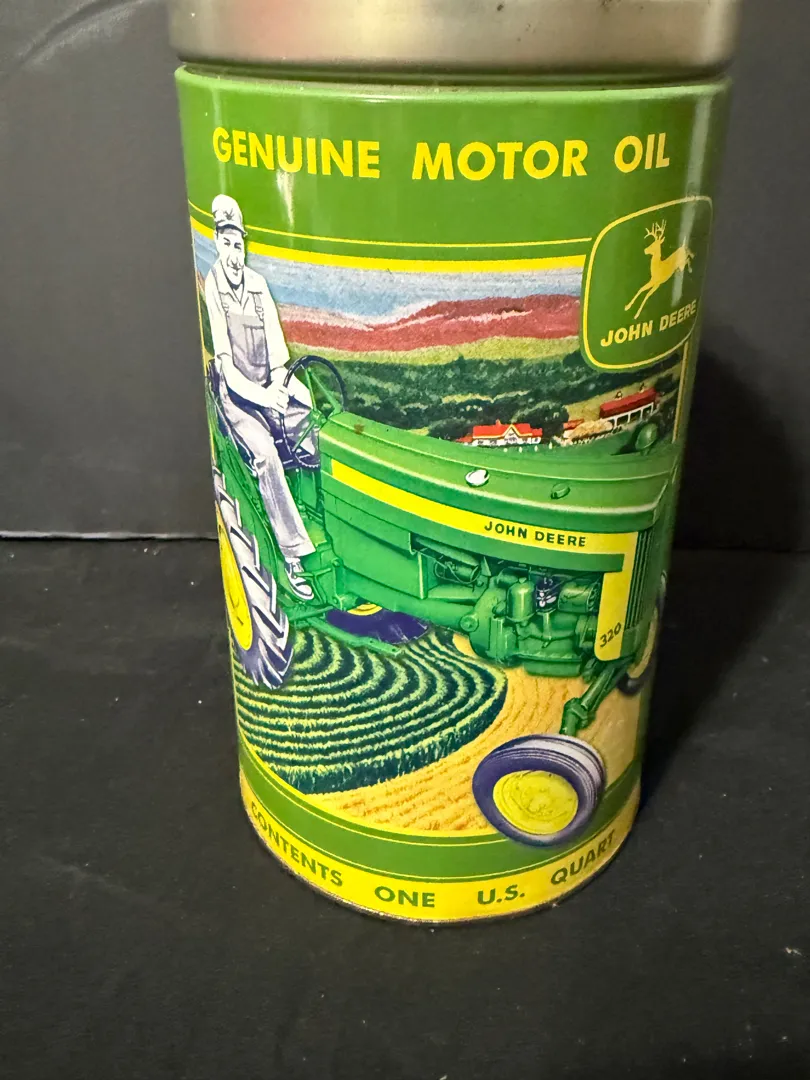 GENUINE MOTOR OIL
JOHN DEERE
JOHN DEERE
320
CONTENTS ONE U.S. QUART